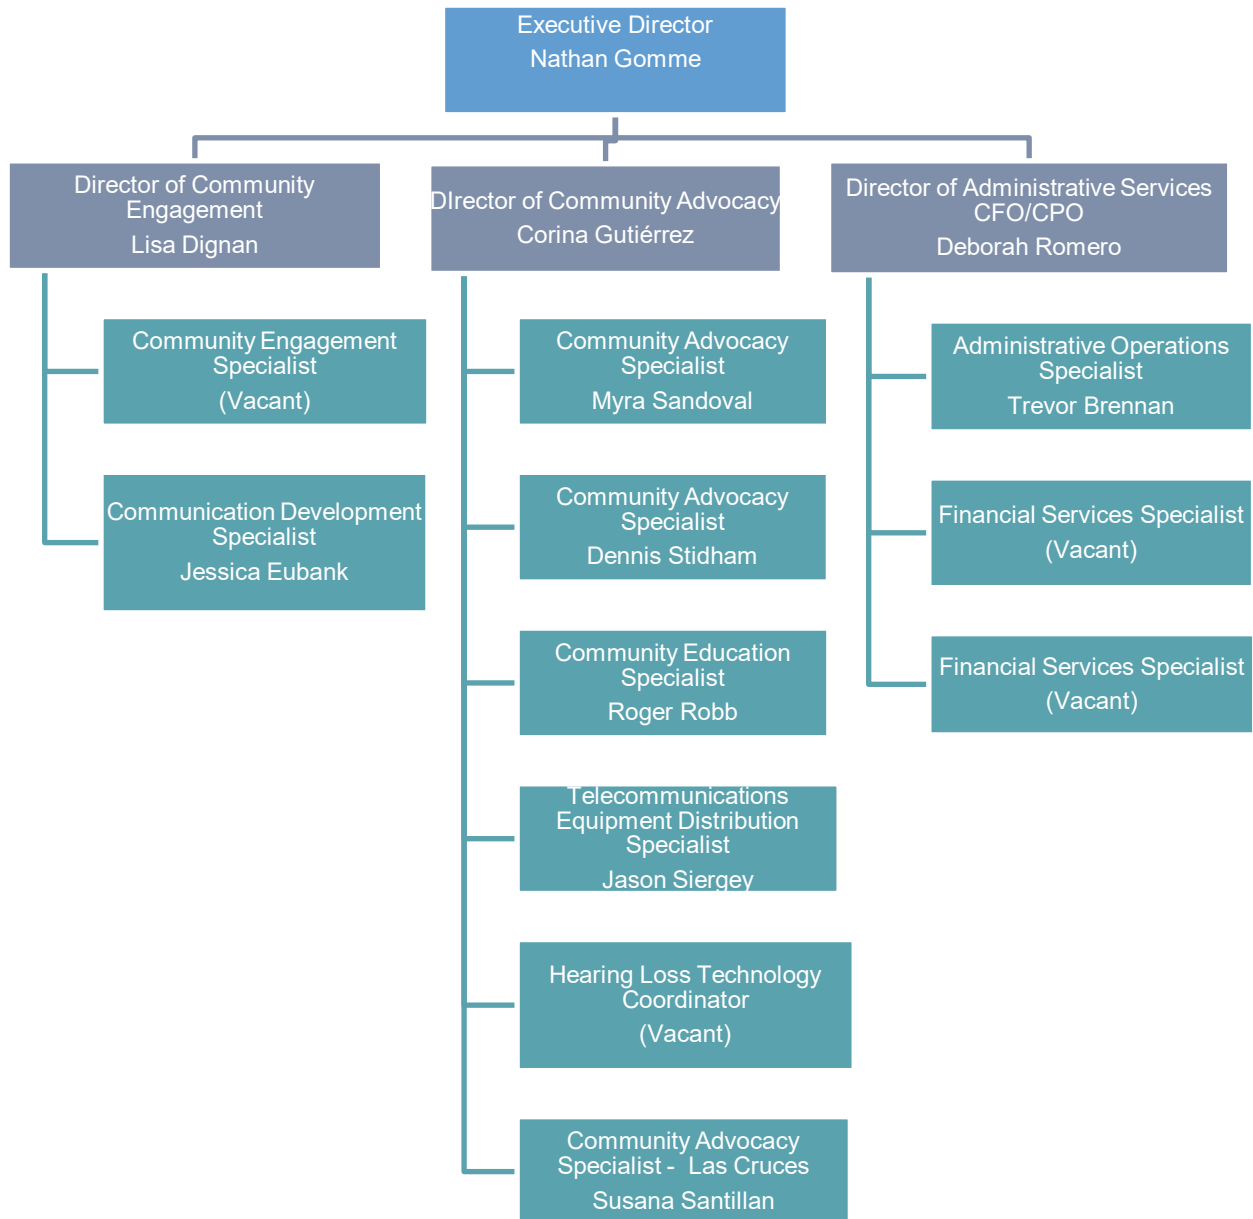 Executive Director
Nathan Gomme
Director of Community
Engagement
Lisa Dignan
DIrector of Community Advocacy
Corina Gutiérrez
Director of Administrative Services
CFO/CPO
Deborah Romero
Community Engagement
Specialist
(Vacant)
Communication Development
Specialist
Jessica Eubank
Community Advocacy
Specialist
Myra Sandoval
Community Advocacy
Specialist
Dennis Stidham
Community Education
Specialist
Roger Robb
Telecommunications
Equipment Distribution
Specialist
Jason Siergey
Hearing Loss Technology
Coordinator
(Vacant)
Community Advocacy
Specialist - Las Cruces
Susana Santillan
Administrative Operations
Specialist
Trevor Brennan
Financial Services Specialist
(Vacant)
Financial Services Specialist
(Vacant)